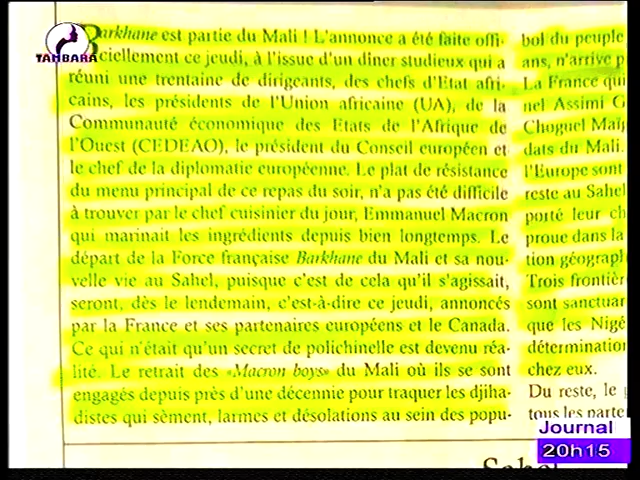 TAMBARA
Barkhane est partie du Mali ! L'annonce a été faite offi-
ciellement ce jeudi, à l'issue d'un dîner studieux qui a
réuni une trentaine de dirigeants, des chefs d'Etat afri-
cains, les présidents de l'Union africaine (UA), de la
Communauté économique des Etats de l'Afrique de
l'Ouest (CEDEAO), le président du Conseil européen et
le chef de la diplomatie européenne. Le plat de résistance
du menu principal de ce repas du soir, n'a pas été difficile
à trouver par le chef cuisinier du jour, Emmanuel Macron
qui marinait les ingrédients depuis bien longtemps. Le
départ de la Force française Barkhane du Mali et sa nou-
velle vie au Sahel, puisque c'est de cela qu'il s'agissait,
seront, dès le lendemain, c'est-à-dire ce jeudi, annoncés
par la France et ses partenaires européens et le Canada.
Ce qui n'était qu'un secret de polichinelle est devenu réa-
lité. Le retrait des «Macron boys» du Mali où ils se sont
engagés depuis près d'une décennie pour traquer les djiha-
distes qui sèment, larmes et désolations au sein des popu-
bol du peuple
ans, n'arrive p
La France qui
nel Assimi G
Choguel Maï
dats du Mali.
l'Europe sont
reste au Sahel
porté leur ch
proue dans la
tion géograpl
Trois frontièr
sont sanctuar
que les Nigé
détermination
chez eux.
Du reste, le
tous les parte
Journal
20h15